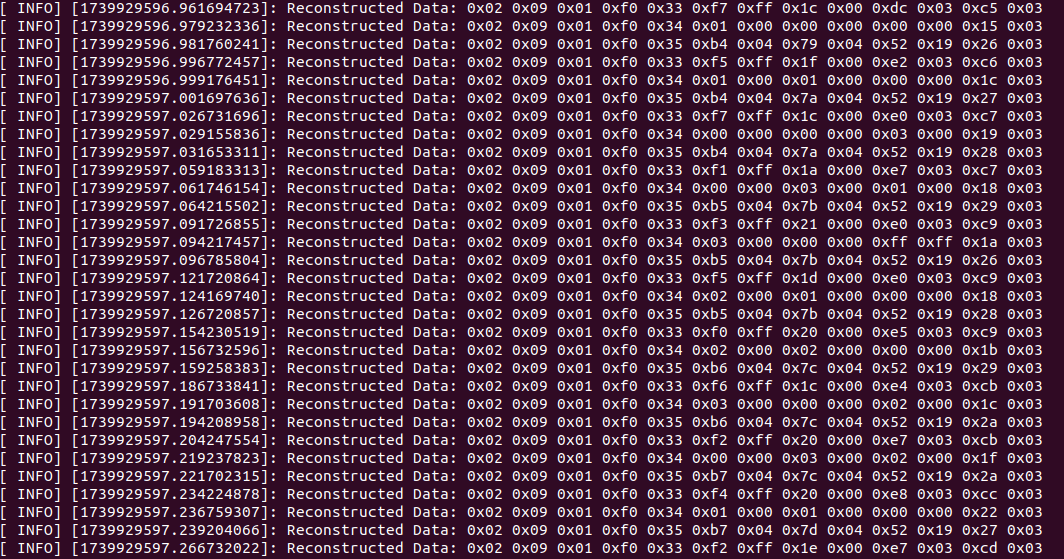 [ INFO] [1739929596.961694723]: Reconstructed Data: 0x02 0x09 0x01 0xf0 0x33 0xf7 0xff 0x1c 0x00 0xdc 0x03 0xc5 0x03
[ INFO] [1739929596.979232336]: Reconstructed Data: 0x02 0x09 0x01 0xf0 0x34 0x01 0x00 0x00 0x00 0x00 0x00 0x15 0x03
[ INFO] [1739929596.981760241]: Reconstructed Data: 0x02 0x09 0x01 0xf0 0x35 0xb4 0x04 0x79 0x04 0x52 0x19 0x26 0x03
[ INFO] [1739929596.996772457]: Reconstructed Data: 0x02 0x09 0x01 0xf0 0x33 0xf5 0xff 0x1f 0x00 0xe2 0x03 0xc6 0x03
[ INFO] [1739929596.999176451]: Reconstructed Data: 0x02 0x09 0x01 0xf0 0x34 0x01 0x00 0x01 0x00 0x00 0x00 0x1c 0x03
[ INFO] [1739929597.001697636]: Reconstructed Data: 0x02 0x09 0x01 0xf0 0x35 0xb4 0x04 0x7a 0x04 0x52 0x19 0x27 0x03
[ INFO] [1739929597.026731696]: Reconstructed Data: 0x02 0x09 0x01 0xf0 0x33 0xf7 0xff 0x1c 0x00 0xe0 0x03 0xc7 0x03
[ INFO] [1739929597.029155836]: Reconstructed Data: 0x02 0x09 0x01 0xf0 0x34 0x00 0x00 0x00 0x00 0x03 0x00 0x19 0x03
[ INFO] [1739929597.031653311]: Reconstructed Data: 0x02 0x09 0x01 0xf0 0x35 0xb4 0x04 0x7a 0x04 0x52 0x19 0x28 0x03
[ INFO] [1739929597.059183313]: Reconstructed Data: 0x02 0x09 0x01 0xf0 0x33 0xf1 0xff 0x1a 0x00 0xe7 0x03 0xc7 0x03
[ INFO] [1739929597.061746154]: Reconstructed Data: 0x02 0x09 0x01 0xf0 0x34 0x00 0x00 0x03 0x00 0x01 0x00 0x18 0x03
[ INFO] [1739929597.064215502]: Reconstructed Data: 0x02 0x09 0x01 0xf0 0x35 0xb5 0x04 0x7b 0x04 0x52 0x19 0x29 0x03
[ INFO] [1739929597.091726855]: Reconstructed Data: 0x02 0x09 0x01 0xf0 0x33 0xf3 0xff 0x21 0x00 0xe0 0x03 0xc9 0x03
[ INFO] [1739929597.094217457]: Reconstructed Data: 0x02 0x09 0x01 0xf0 0x34 0x03 0x00 0x00 0x00 0xff 0xff 0x1a 0x03
[ INFO] [1739929597.096785804]: Reconstructed Data: 0x02 0x09 0x01 0xf0 0x35 0xb5 0x04 0x7b 0x04 0x52 0x19 0x26 0x03
[ INFO] [1739929597.121720864]: Reconstructed Data: 0x02 0x09 0x01 0xf0 0x33 0xf5 0xff 0x1d 0x00 0xe0 0x03 0xc9 0x03
[ INFO] [1739929597.124169740]: Reconstructed Data: 0x02 0x09 0x01 0xf0 0x34 0x02 0x00 0x01 0x00 0x00 0x00 0x18 0x03
[ INFO] [1739929597.126720857]: Reconstructed Data: 0x02 0x09 0x01 0xf0 0x35 0xb5 0x04 0x7b 0x04 0x52 0x19 0x28 0x03
[ INFO] [1739929597.154230519]: Reconstructed Data: 0x02 0x09 0x01 0xf0 0x33 0xf0 0xff 0x20 0x00 0xe5 0x03 0xc9 0x03
[ INFO] [1739929597.156732596]: Reconstructed Data: 0x02 0x09 0x01 0xf0 0x34 0x02 0x00 0x02 0x00 0x00 0x00 0x1b 0x03
[ INFO] [1739929597.159258383]: Reconstructed Data: 0x02 0x09 0x01 0xf0 0x35 0xb6 0x04 0x7c 0x04 0x52 0x19 0x29 0x03
[ INFO] [1739929597.186733841]: Reconstructed Data: 0x02 0x09 0x01 0xf0 0x33 0xf6 0xff 0x1c 0x00 0xe4 0x03 0xcb 0x03
[ INFO] [1739929597.191703608]: Reconstructed Data: 0x02 0x09 0x01 0xf0 0x34 0x03 0x00 0x00 0x00 0x02 0x00 0x1c 0x03
[ INFO] [1739929597.194208958]: Reconstructed Data: 0x02 0x09 0x01 0xf0 0x35 0xb6 0x04 0x7c 0x04 0x52 0x19 0x2a 0x03
[ INFO] [1739929597.204247554]: Reconstructed Data: 0x02 0x09 0x01 0xf0 0x33 0xf2 0xff 0x20 0x00 0xe7 0x03 0xcb 0x03
[ INFO] [1739929597.219237823]: Reconstructed Data: 0x02 0x09 0x01 0xf0 0x34 0x00 0x00 0x03 0x00 0x02 0x00 0x1f 0x03
[ INFO] [1739929597.221702315]: Reconstructed Data: 0x02 0x09 0x01 0xf0 0x35 0xb7 0x04 0x7c 0x04 0x52 0x19 0x2a 0x03
[ INFO] [1739929597.234224878]: Reconstructed Data: 0x02 0x09 0x01 0xf0 0x33 0xf4 0xff 0x20 0x00 0xe8 0x03 0xcc 0x03
[ INFO] [1739929597.236759307]: Reconstructed Data: 0x02 0x09 0x01 0xf0 0x34 0x01 0x00 0x01 0x00 0x00 0x00 0x22 0x03
[ INFO] [1739929597.239204066]: Reconstructed Data: 0x02 0x09 0x01 0xf0 0x35 0xb7 0x04 0x7d 0x04 0x52 0x19 0x27 0x03
[ INFO] [1739929597.266732022]: Reconstructed Data: 0x02 0x09 0x01 0xf0 0x33 0xf2 0xff 0x1e 0x00 0xe7 0x03 0xcd 0x03